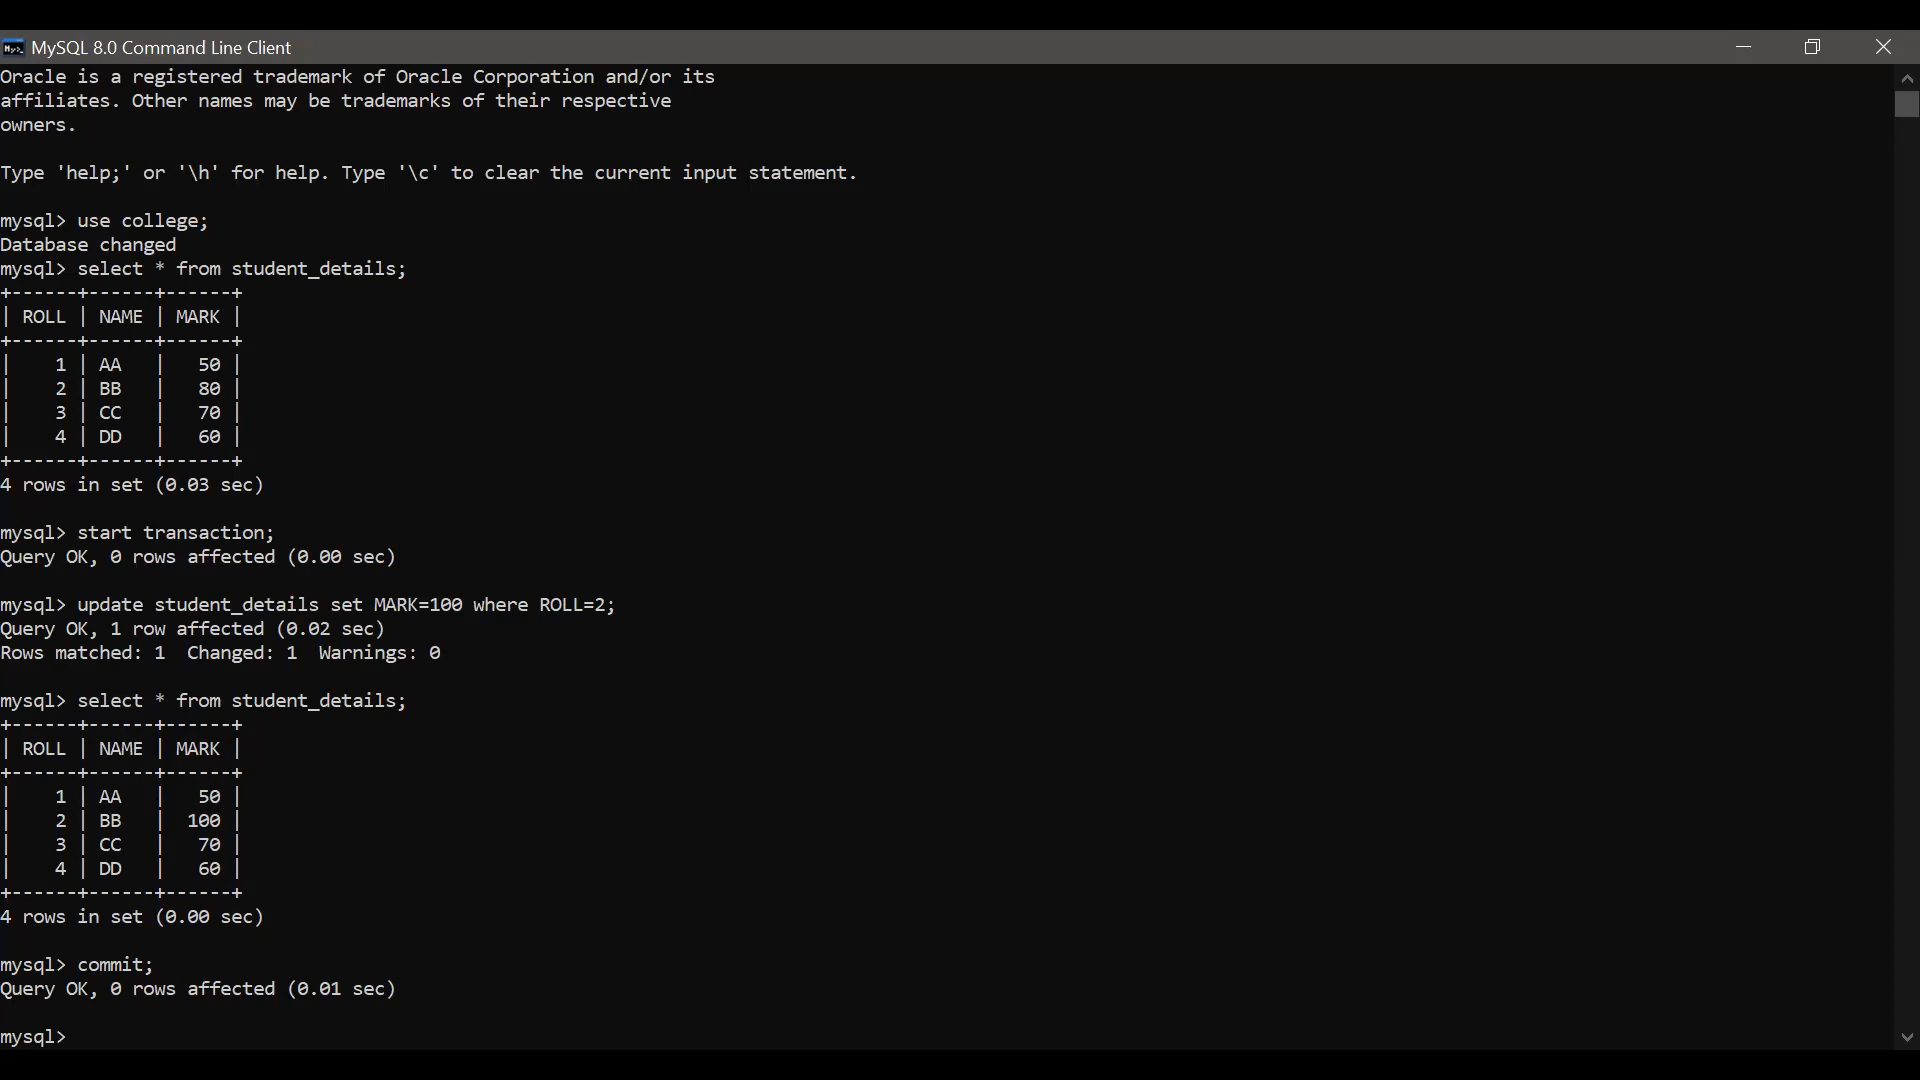 MySQL 8.0 Command Line Client
Oracle is a registered trademark of Oracle Corporation and/or its
affiliates. Other names may be trademarks of their respective
owners.
Type 'help;' or '\h' for help. Type '\c' to clear the current input statement.
mysql> use college;
Database changed
mysql> select * from student_details;
+------+------+------+
| ROLL | NAME | MARK |
+------+------+------+
|    1 | AA   |   50 |
|    2 | BB   |   80 |
|    3 | CC   |   70 |
|    4 | DD   |   60 |
+------+------+------+
4 rows in set (0.03 sec)
mysql> start transaction;
Query OK, 0 rows affected (0.00 sec)
mysql> update student_details set MARK=100 where ROLL=2;
Query OK, 1 row affected (0.02 sec)
Rows matched: 1  Changed: 1  Warnings: 0
mysql> select * from student_details;
+------+------+------+
| ROLL | NAME | MARK |
+------+------+------+
|    1 | AA   |   50 |
|    2 | BB   |  100 |
|    3 | CC   |   70 |
|    4 | DD   |   60 |
+------+------+------+
4 rows in set (0.00 sec)
mysql> commit;
Query OK, 0 rows affected (0.01 sec)
mysql>